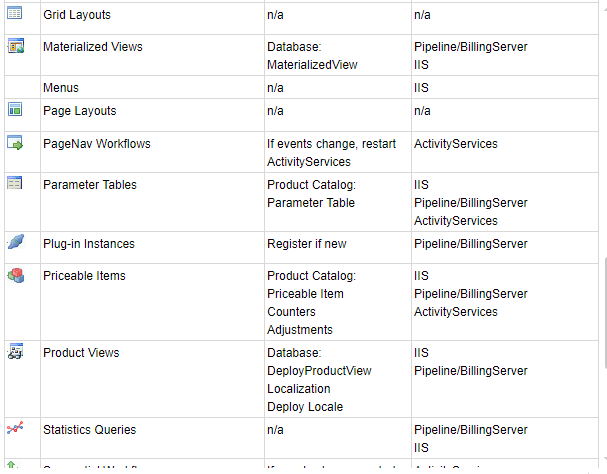 Grid Layouts n/a n/a
Materialized Views Database: Pipeline/BillingServer
MaterializedView IIS
Menus n/a IIS
Page Layouts n/a n/a
PageNav Workflows If events change, restart ActivityServices
ActivityServices
Parameter Tables Product Catalog: IIS
Parameter Table Pipeline/BillingServer
ActivityServices
Plug-in Instances Register if new Pipeline/BillingServer
Priceable Items Product Catalog: IIS
Priceable Item Pipeline/BillingServer
Counters ActivityServices
Adjustments
Product Views Database: IIS
DeployProductView Pipeline/BillingServer
Localization
Deploy Locale
Statistics Queries n/a Pipeline/BillingServer
IIS